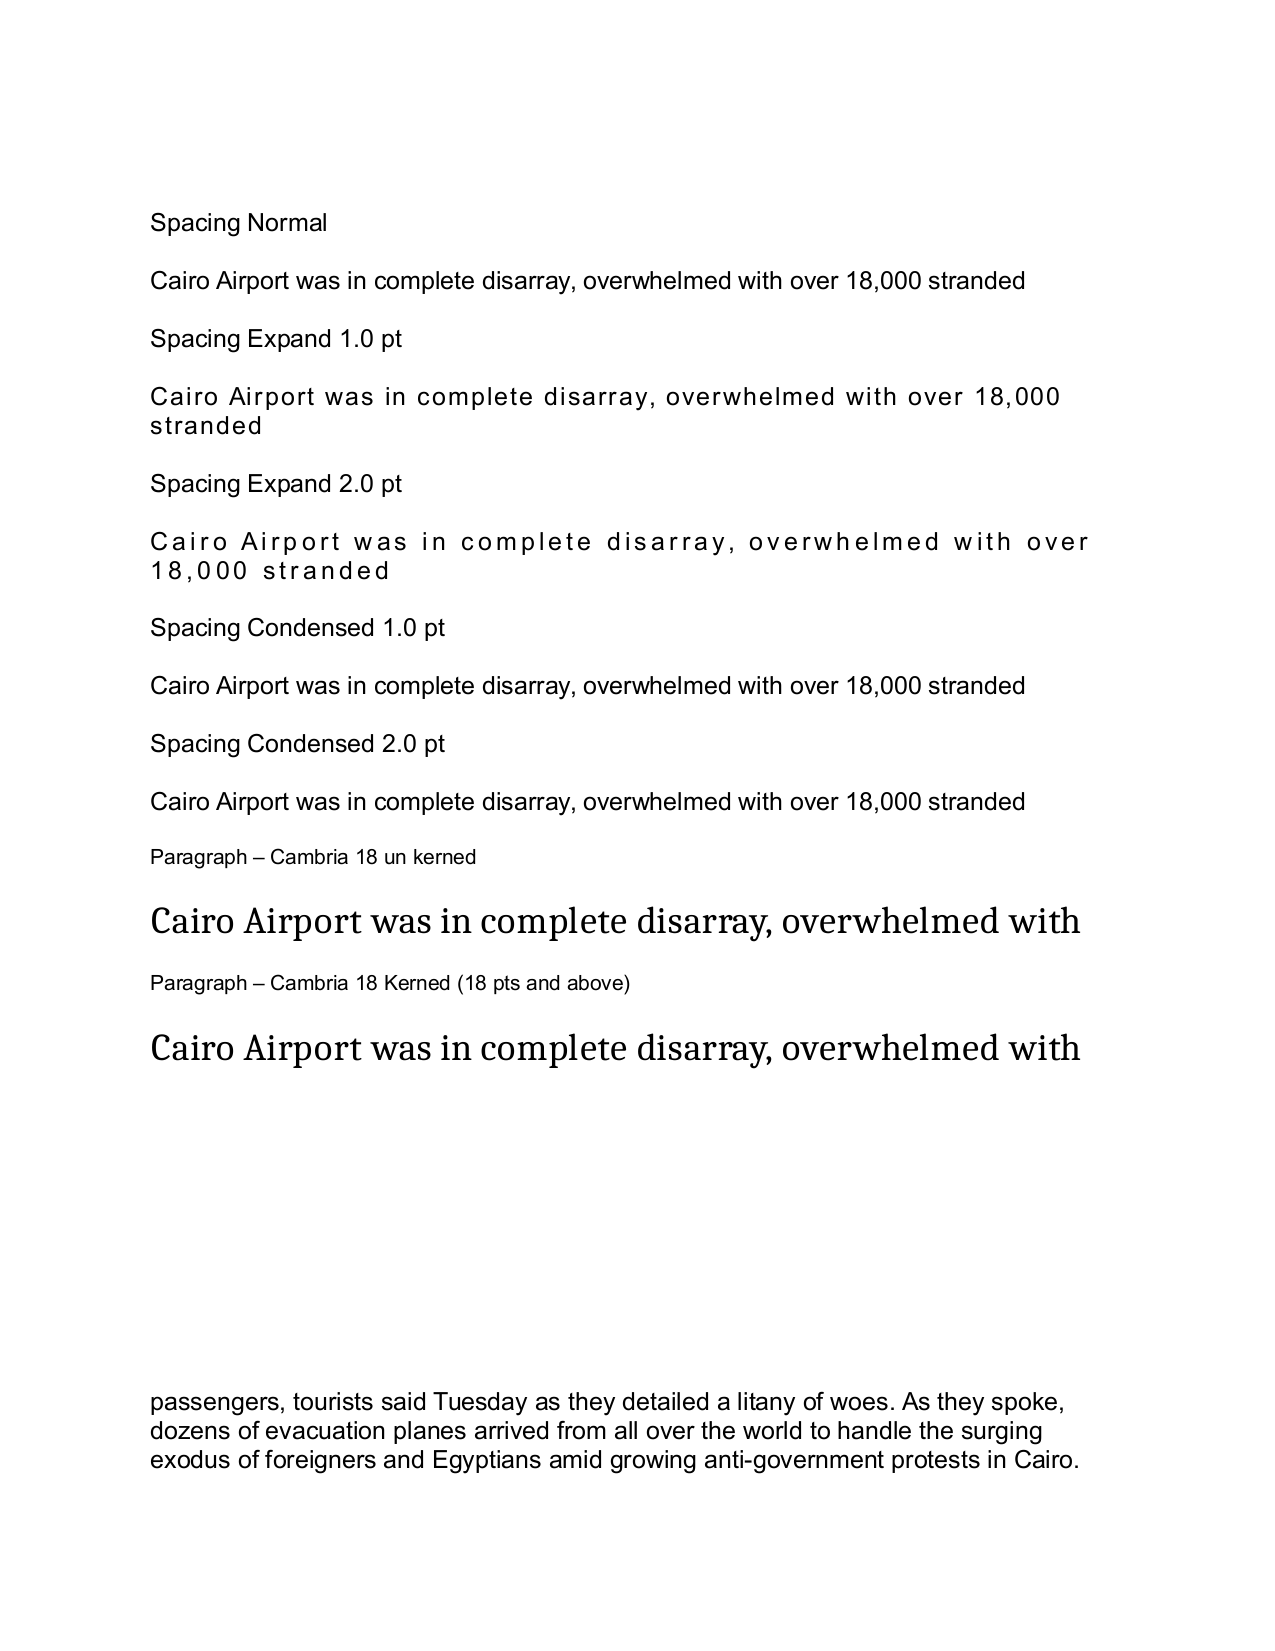 Spacing Normal
Cairo Airport was in complete disarray, overwhelmed with over 18,000 stranded
Spacing Expand 1.0 pt
Cairo Airport was in complete disarray, overwhelmed with over 18,000
stranded
Spacing Expand 2.0 pt
Cairo Airport was in complete disarray, overwhelmed with over
18,000 stranded
Spacing Condensed 1.0 pt
Cairo Airport was in complete disarray, overwhelmed with over 18,000 stranded
Spacing Condensed 2.0 pt
Cairo Airport was in complete disarray, overwhelmed with over 18,000 stranded
Paragraph – Cambria 18 un kerned
Cairo Airport was in complete disarray, overwhelmed with
Paragraph – Cambria 18 Kerned (18 pts and above)
Cairo Airport was in complete disarray, overwhelmed with
passengers, tourists said Tuesday as they detailed a litany of woes. As they spoke,
dozens of evacuation planes arrived from all over the world to handle the surging
exodus of foreigners and Egyptians amid growing anti-government protests in Cairo.